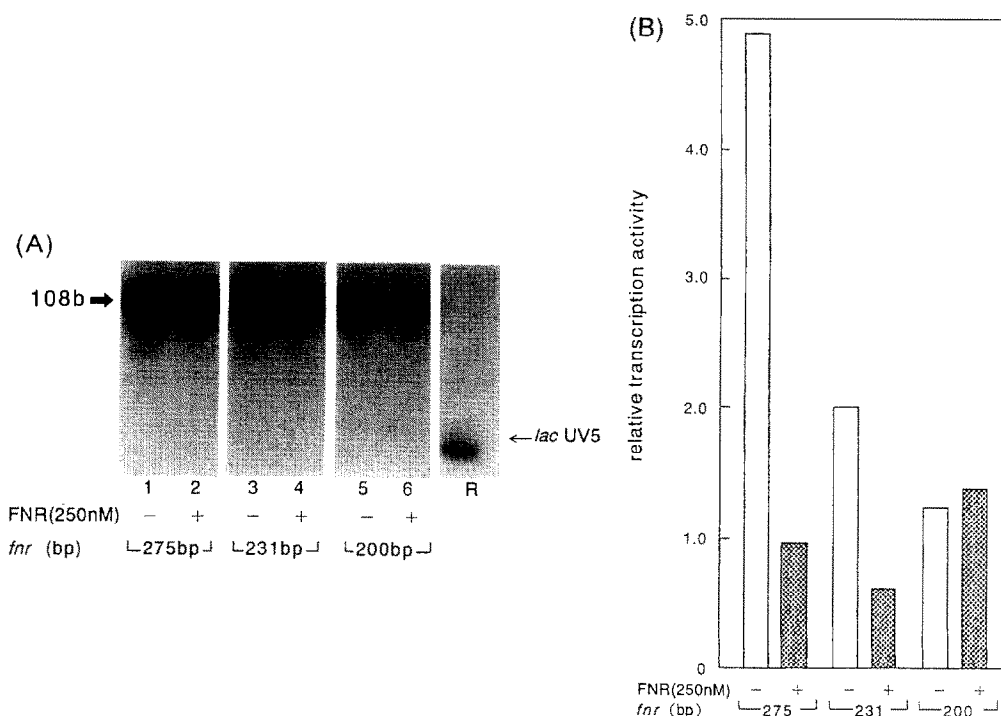 (A)
108b
lac UV5
1 2 3 4 5 6 R
FNR(250nM) − + − + − +
fnr (bp) 275bp 231bp 200bp
(B)
relative transcription activity
5.0
4.0
3.0
2.0
1.0
0
FNR(250nM) − + − + − +
fnr (bp) 275 231 200